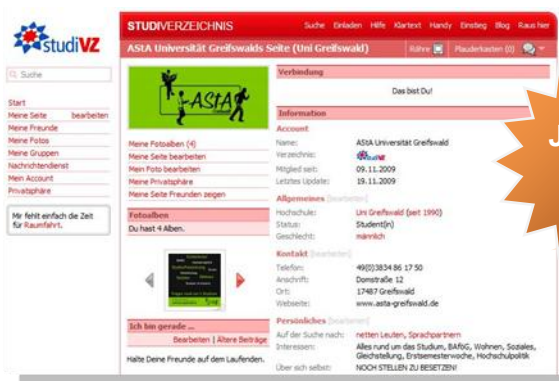 studiVZ
Suche
Start
Meine Seite bearbeiten
Meine Freunde
Meine Fotos
Meine Gruppen
Nachrichtendienst
Mein Account
Privatsphäre
Mir fehlt einfach die Zeit
für Raumfahrt.
STUDIVERZEICHNIS
Suche Einladen Hilfe Klartext Handy Einstieg Blog Raus hier
AStA Universität Greifswalds Seite (Uni Greifswald)
Röhre Plauderkasten (0)
AStA
Meine Fotoalben (4)
Meine Seite bearbeiten
Mein Foto bearbeiten
Meine Privatsphäre
Meine Seite Freunden zeigen
Fotoalben
Du hast 4 Alben.
Ich bin gerade ...
Bearbeiten | Ältere Beiträge
Halte Deine Freunde auf dem Laufenden.
Verbindung
Das bist Du!
Information
Account
Name: AStA Universität Greifswald
Verzeichnis: studiVZ
Mitglied seit: 09.11.2009
Letztes Update: 19.11.2009
Allgemeines [bearbeiten]
Hochschule: Uni Greifswald (seit 1990)
Status: Student(in)
Geschlecht: männlich
Kontakt [bearbeiten]
Telefon: 49(0)3834 86 17 50
Anschrift: Domstraße 12
Ort: 17487 Greifswald
Webseite: www.asta-greifswald.de
Persönliches [bearbeiten]
Auf der Suche nach: netten Leuten, Sprachpartnern
Interessen: Alles rund um das Studium, BAföG, Wohnen, Soziales,
Gleichstellung, Erstsemesterwoche, Hochschulpolitik
Über sich selbst: NOCH STELLEN ZU BESETZEN!
J